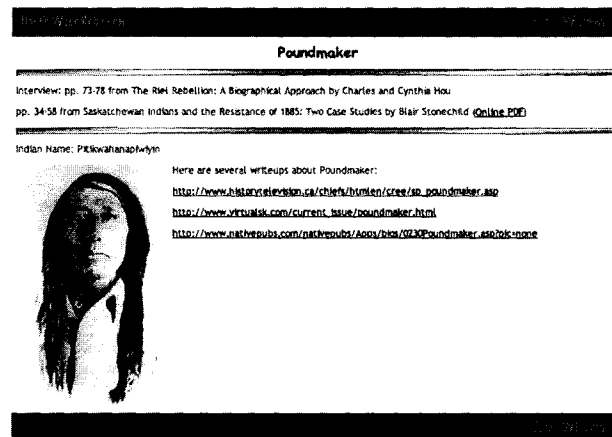 Poundmaker
Interview: pp. 73-78 from The Riel Rebellion: A Biographical Approach by Charles and Cynthia Hou
pp. 34-58 from Saskatchewan Indians and the Resistance of 1885: Two Case Studies by Blair Stonechild (Online PDF)
Indian Name: Pitikwahanapiwiyin
Here are several writeups about Poundmaker:
http://www.historytelevision.ca/chiefs/htmlen/cree/sp_poundmaker.asp
http://www.virtualsk.com/current_issue/poundmaker.html
http://www.nativepubs.com/nativepubs/Apps/bios/0230Poundmaker.asp?pic=none